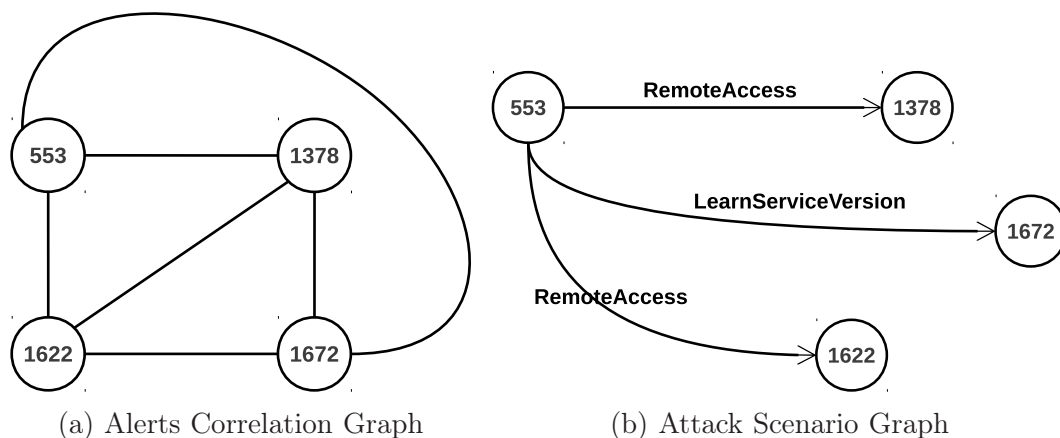 553
1378
1622
1672
(a) Alerts Correlation Graph
553
RemoteAccess
1378
LearnServiceVersion
1672
RemoteAccess
1622
(b) Attack Scenario Graph